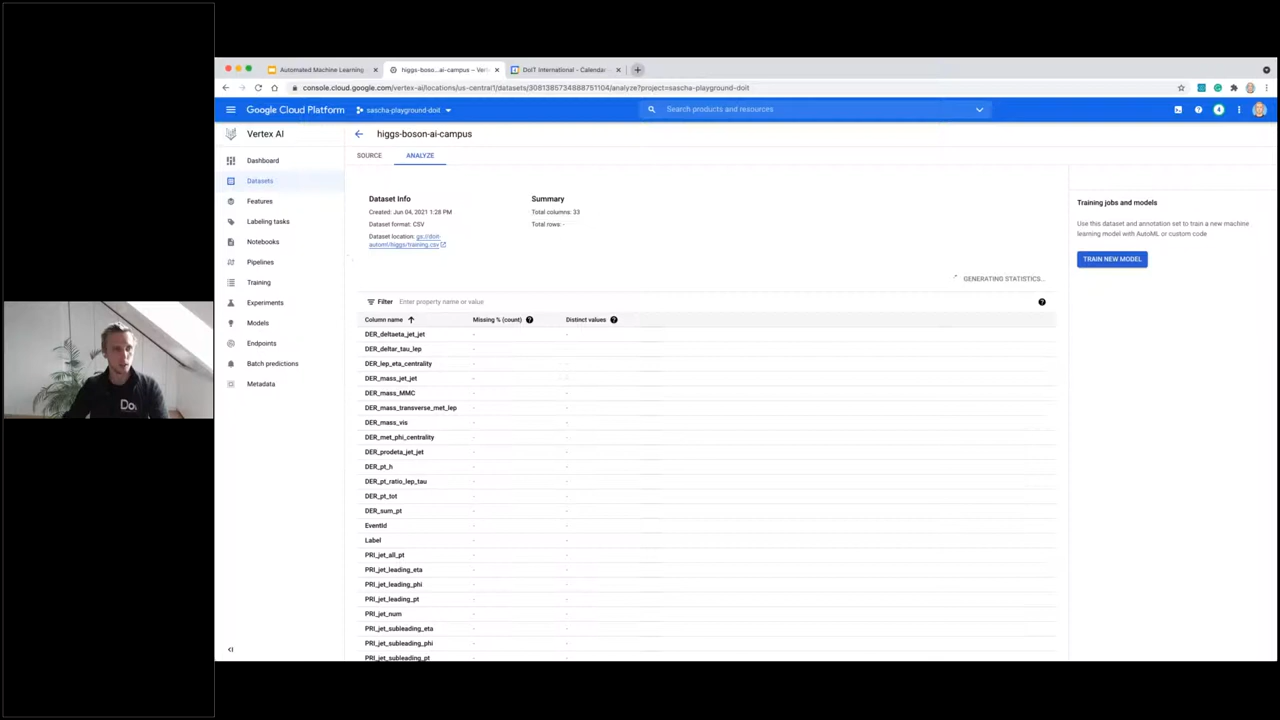 Automated Machine Learning
higgs-boso...ai-campus – Vert
DoiT International - Calendar
console.cloud.google.com/vertex-ai/locations/us-central1/datasets/3081385734888751104/analyze?project=sascha-playground-doit
Google Cloud Platform
sascha-playground-doit
Search products and resources
Vertex AI
higgs-boson-ai-campus
Dashboard
Datasets
Features
Labeling tasks
Notebooks
Pipelines
Training
Experiments
Models
Endpoints
Batch predictions
Metadata
SOURCE
ANALYZE
Dataset Info
Created: Jun 04, 2021 1:28 PM
Dataset format: CSV
Dataset location: gs://doit-
automl/higgs/training.csv
Summary
Total columns: 33
Total rows: -
GENERATING STATISTICS...
Filter Enter property name or value
Column name Missing % (count) Distinct values
DER_deltaeta_jet_jet - -
DER_deltar_tau_lep - -
DER_lep_eta_centrality - -
DER_mass_jet_jet - -
DER_mass_MMC - -
DER_mass_transverse_met_lep - -
DER_mass_vis - -
DER_met_phi_centrality - -
DER_prodeta_jet_jet - -
DER_pt_h - -
DER_pt_ratio_lep_tau - -
DER_pt_tot - -
DER_sum_pt - -
EventId - -
Label - -
PRI_jet_all_pt - -
PRI_jet_leading_eta - -
PRI_jet_leading_phi - -
PRI_jet_leading_pt - -
PRI_jet_num - -
PRI_jet_subleading_eta - -
PRI_jet_subleading_phi - -
PRI_jet_subleading_pt - -
Training jobs and models
Use this dataset and annotation set to train a new machine
learning model with AutoML or custom code
TRAIN NEW MODEL